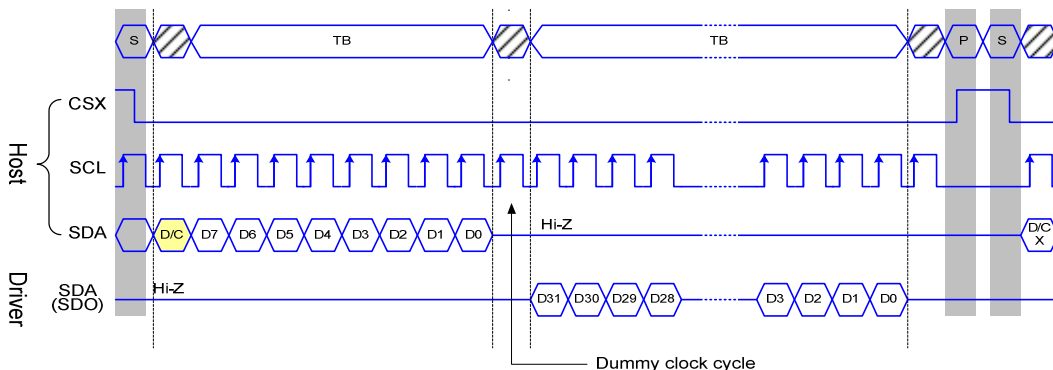 S TB TB P S
CSX
Host
SCL
SDA D/C D7 D6 D5 D4 D3 D2 D1 D0 Hi-Z D/C
X
Driver
SDA
(SDO) Hi-Z D31 D30 D29 D28 D3 D2 D1 D0
Dummy clock cycle